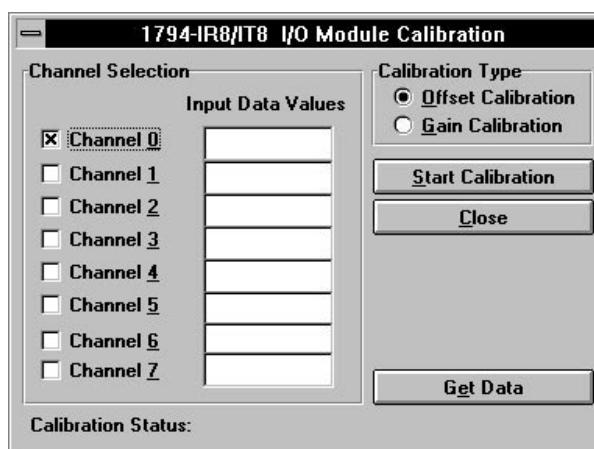 1794-IR8/IT8 I/O Module Calibration
Channel Selection
Input Data Values
Channel 0
Channel 1
Channel 2
Channel 3
Channel 4
Channel 5
Channel 6
Channel 7
Calibration Type
Offset Calibration
Gain Calibration
Start Calibration
Close
Get Data
Calibration Status: